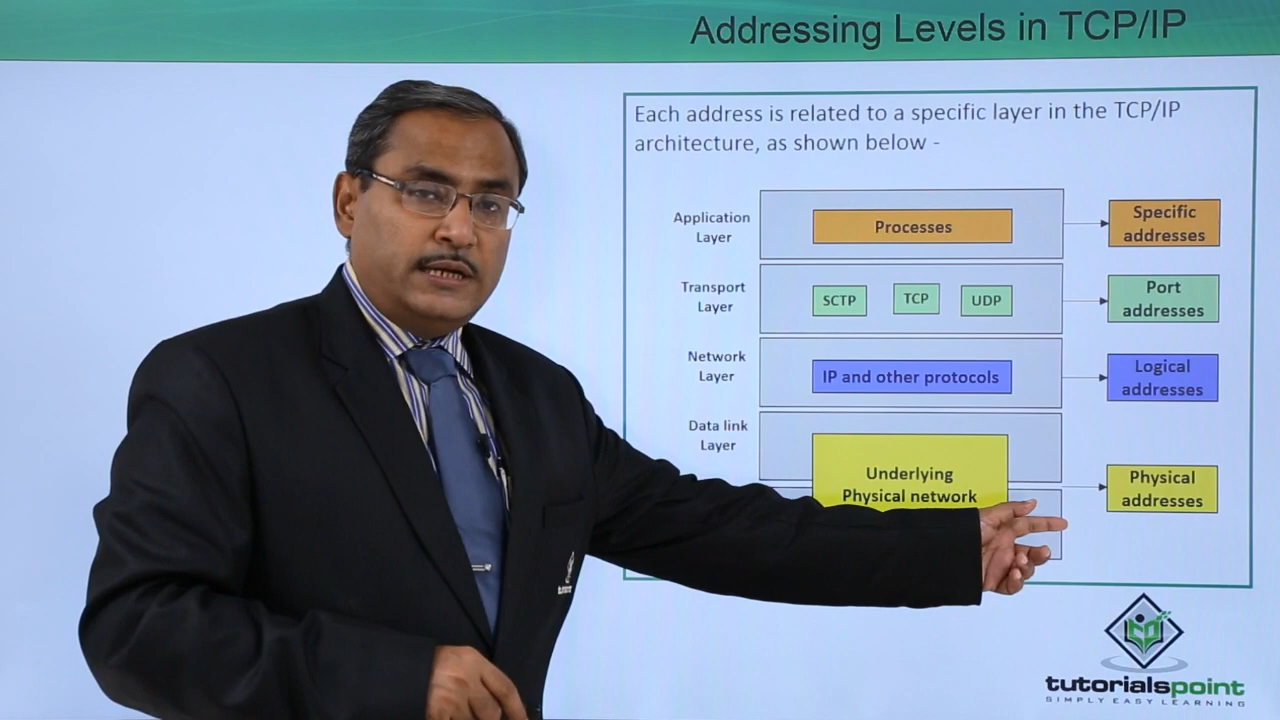 Addressing Levels in TCP/IP
Each address is related to a specific layer in the TCP/IP
architecture, as shown below -
Application
Layer
Processes
Specific
addresses
Transport
Layer
SCTP
TCP
UDP
Port
addresses
Network
Layer
IP and other protocols
Logical
addresses
Data link
Layer
Underlying
Physical network
Physical
addresses
tutorialspoint
SIMPLY EASY LEARNING